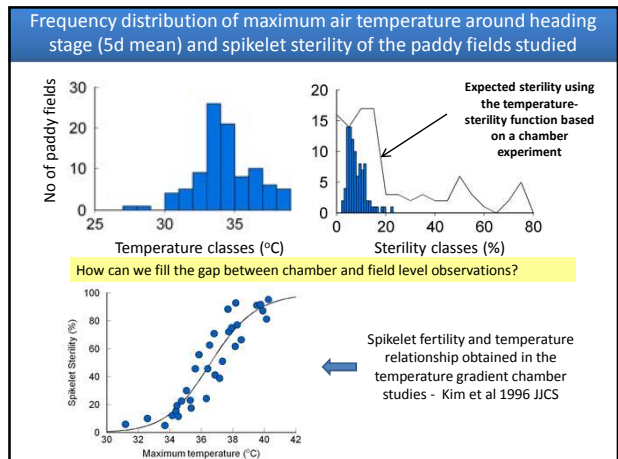 Frequency distribution of maximum air temperature around heading
stage (5d mean) and spikelet sterility of the paddy fields studied
No of paddy fields
30
20
10
0
25
30
35
Temperature classes (°C)
20
15
10
5
0
0
20
40
60
80
Sterility classes (%)
Expected sterility using
the temperature-
sterility function based
on a chamber
experiment
How can we fill the gap between chamber and field level observations?
Spikelet Sterility (%)
100
80
60
40
20
0
30
32
34
36
38
40
42
Maximum temperature (°C)
Spikelet fertility and temperature
relationship obtained in the
temperature gradient chamber
studies - Kim et al 1996 JJCS